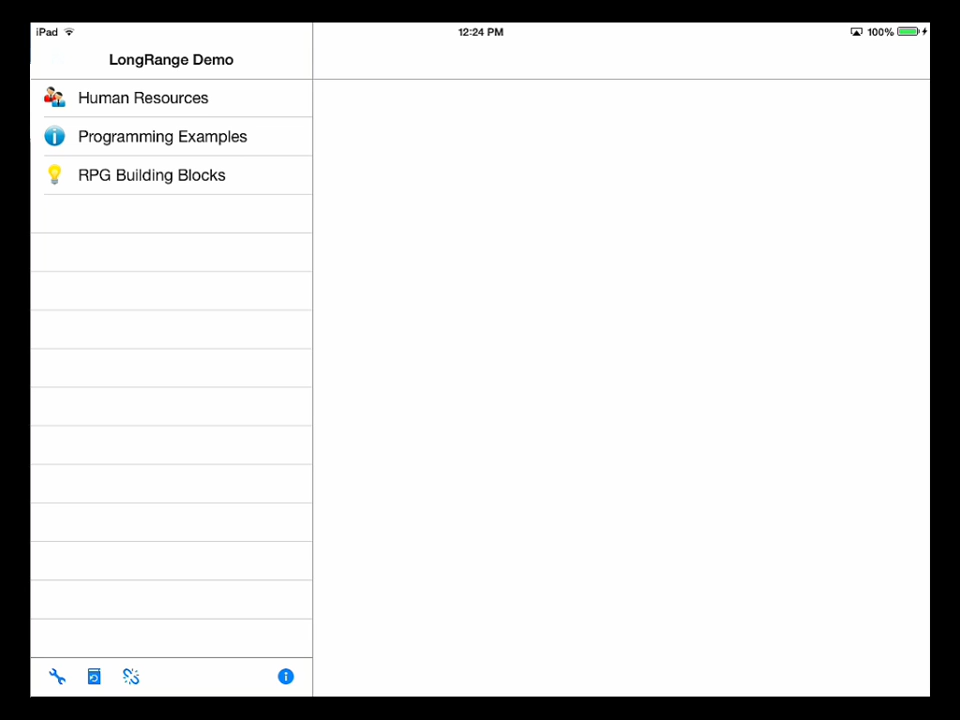 iPad 12:24 PM 100%
LongRange Demo
Human Resources
Programming Examples
RPG Building Blocks